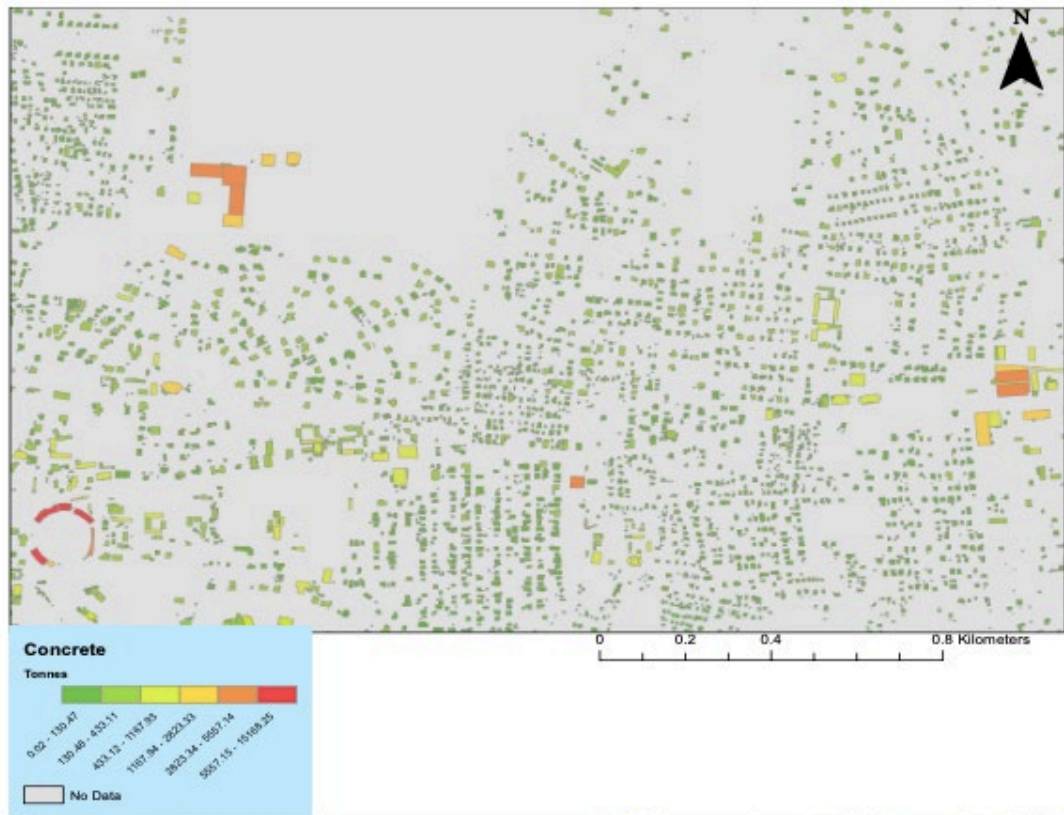 N
0 0.2 0.4 0.8 Kilometers
Concrete
Tonnes
0.02 - 130.47
130.48 - 433.11
433.12 - 1167.93
1167.94 - 2823.33
2823.34 - 5557.14
5557.15 - 15168.25
No Data